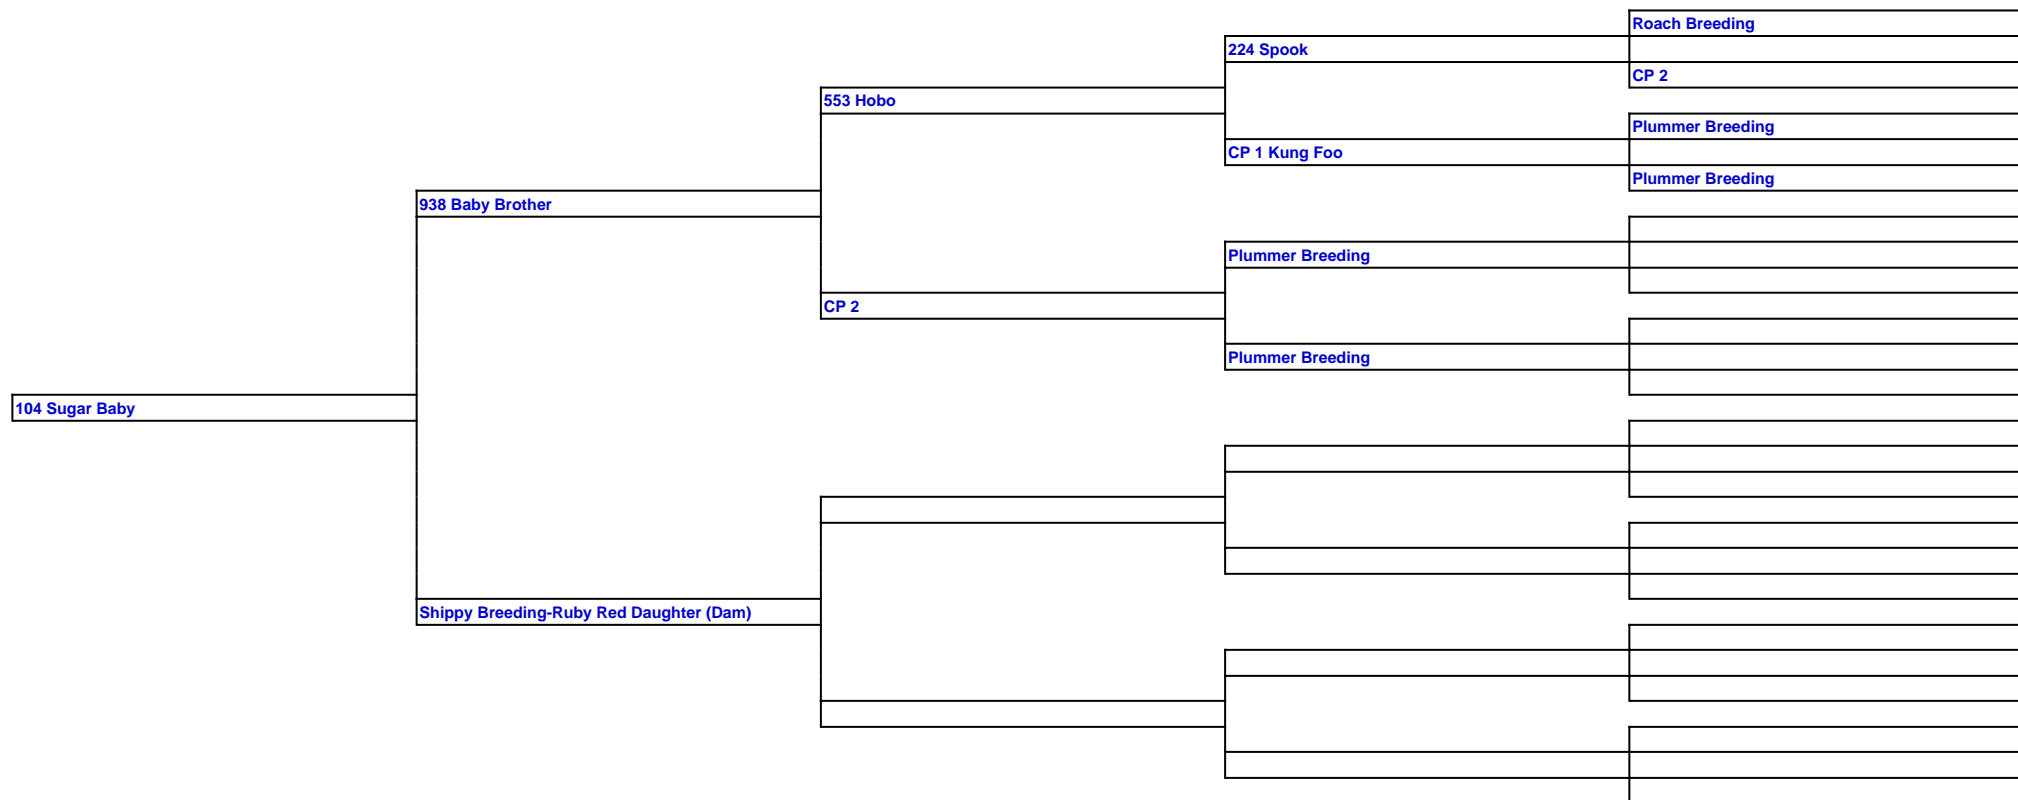 Roach Breeding
224 Spook
CP 2
553 Hobo
Plummer Breeding
CP 1 Kung Foo
Plummer Breeding
938 Baby Brother
Plummer Breeding
CP 2
Plummer Breeding
104 Sugar Baby
Shippy Breeding-Ruby Red Daughter (Dam)